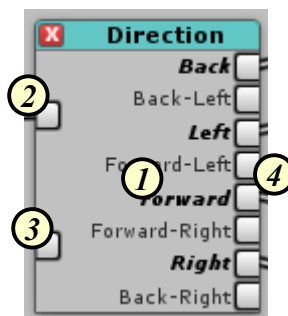 X Direction
Back
2
Back-Left
Left
Forward-Left
1
4
Forward
Forward-Right
3
Right
Back-Right